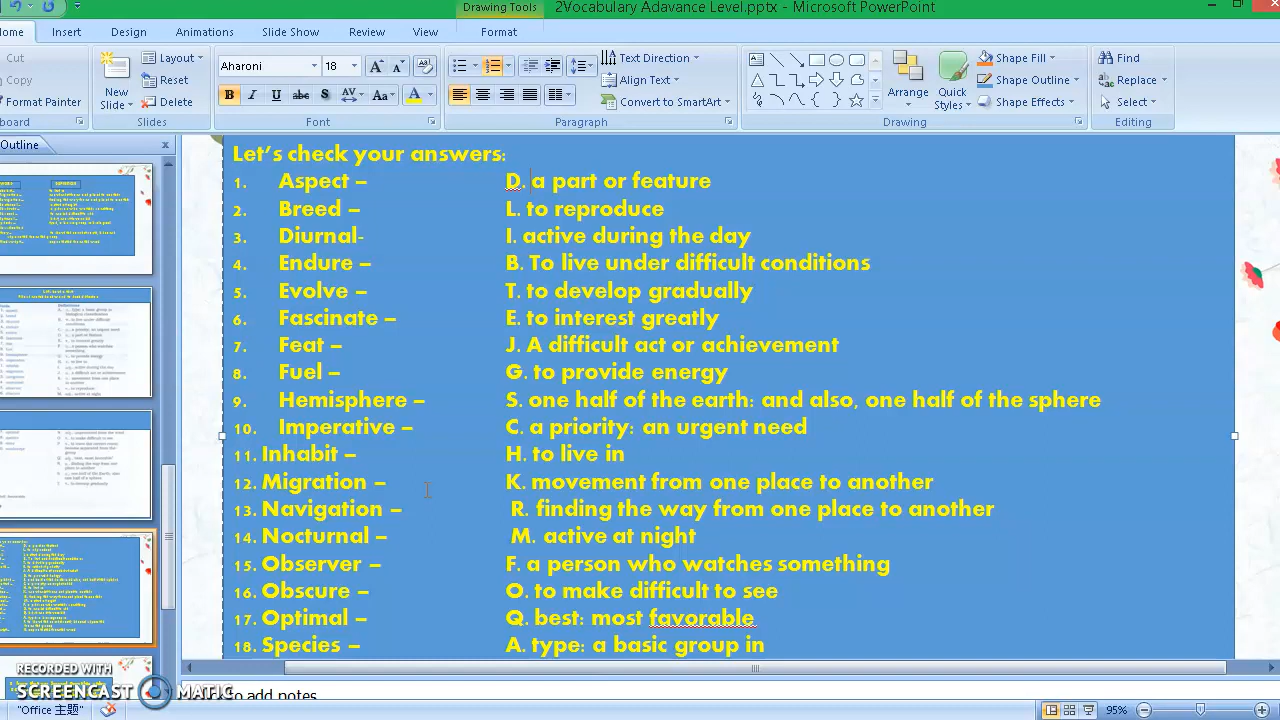 Drawing Tools
2Vocabulary Adavance Level.pptx - Microsoft PowerPoint
Insert Design Animations Slide Show Review View Format
Cut
Copy
Format Painter
New
Slide
Layout
Reset
Delete
Slides
Aharoni 18
B I U abc S AV Aa A
Font
Text Direction
Align Text
Convert to SmartArt
Paragraph
Arrange
Quick
Styles
Shape Fill
Shape Outline
Shape Effects
Drawing
Find
Replace
Select
Editing
Outline
Let's check your answers:
1. Aspect – D. a part or feature
2. Breed – to reproduce
3. Diurnal- I. active during the day
4. Endure – B. To live under difficult conditions
5. Evolve – T. to develop gradually
Fascinate – to interest greatly
7. Feat – J. A difficult act or achievement
8. Fuel – to provide energy
9. Hemisphere – S. one half of the earth: and also, one half of the sphere
10. Imperative – C. a priority: an urgent need
11. Inhabit – H. to live in
12. Migration – K. movement from one place to another
13. Navigation – R. finding the way from one place to another
14. Nocturnal – M. active at night
15. Observer – F. a person who watches something
16. Obscure – O. to make difficult to see
17. Optimal – Q. best: most favorable
18. Species – A. type: a basic group in
to add notes
RECORDED WITH
SCREENCAST MATIC
"Office 主题"
95%